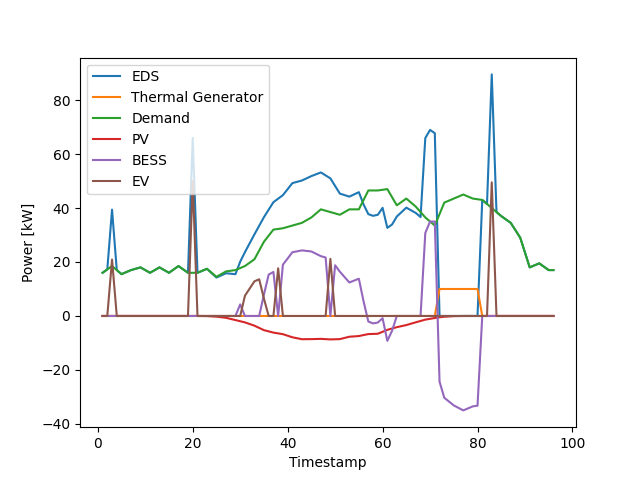 EDS
Thermal Generator
Demand
PV
BESS
EV
80
60
40
20
0
−20
−40
Power [kW]
0 20 40 60 80 100
Timestamp